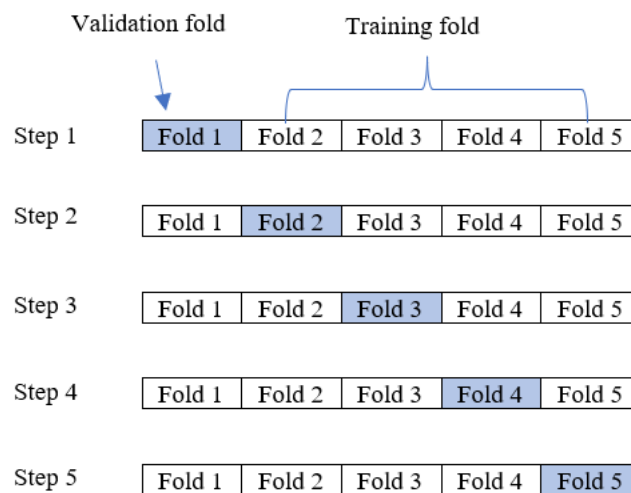 Validation fold
Training fold
Step 1 Fold 1 Fold 2 Fold 3 Fold 4 Fold 5
Step 2 Fold 1 Fold 2 Fold 3 Fold 4 Fold 5
Step 3 Fold 1 Fold 2 Fold 3 Fold 4 Fold 5
Step 4 Fold 1 Fold 2 Fold 3 Fold 4 Fold 5
Step 5 Fold 1 Fold 2 Fold 3 Fold 4 Fold 5